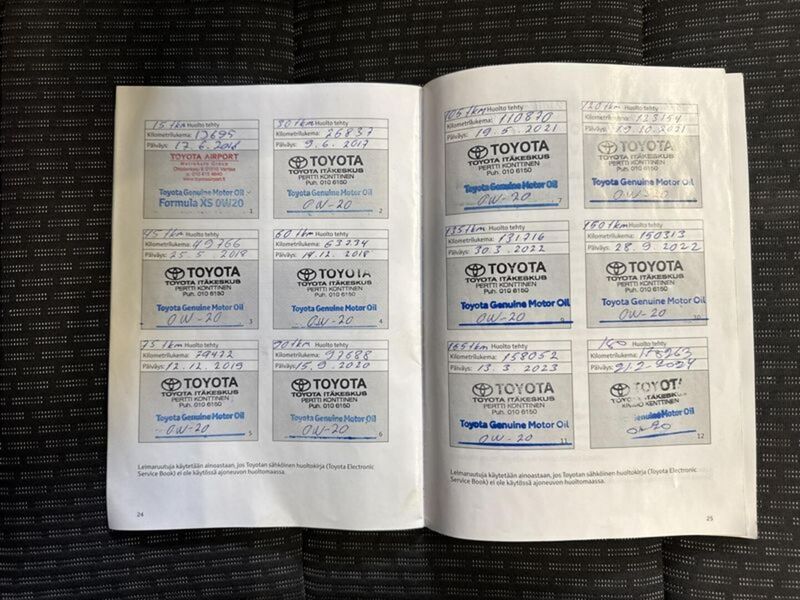 15 tkm Huolto tehty
Kilometrilukema: 12695
Päiväys: 17.6.2016
TOYOTA AIRPORT
Toyota Genuine Motor Oil
Formula XS 0W20
1
30 tkm Huolto tehty
Kilometrilukema: 26837
Päiväys: 9.6.2017
TOYOTA
TOYOTA ITÄKESKUS
PERTTI KONTTINEN
Puh. 010 6150
Toyota Genuine Motor Oil
0W-20
2
45 tkm Huolto tehty
Kilometrilukema: 49766
Päiväys: 25.5.2018
TOYOTA
TOYOTA ITÄKESKUS
PERTTI KONTTINEN
Puh. 010 6150
Toyota Genuine Motor Oil
0W-20
3
60 tkm Huolto tehty
Kilometrilukema: 63294
Päiväys: 14.12.2018
TOYOTA
TOYOTA ITÄKESKUS
PERTTI KONTTINEN
Puh. 010 6150
Toyota Genuine Motor Oil
0W-20
4
75 tkm Huolto tehty
Kilometrilukema: 79472
Päiväys: 12.12.2019
TOYOTA
TOYOTA ITÄKESKUS
PERTTI KONTTINEN
Puh. 010 6150
Toyota Genuine Motor Oil
0W-20
5
90 tkm Huolto tehty
Kilometrilukema: 97688
Päiväys: 15.9.2020
TOYOTA
TOYOTA ITÄKESKUS
PERTTI KONTTINEN
Puh. 010 6150
Toyota Genuine Motor Oil
0W-20
6
Leimaruutuja käytetään ainoastaan, jos Toyotan sähköinen huoltokirja (Toyota Electronic
Service Book) ei ole käytössä ajoneuvon huoltomaassa.
24
105 tkm Huolto tehty
Kilometrilukema: 110870
Päiväys: 19.5.2021
TOYOTA
TOYOTA ITÄKESKUS
PERTTI KONTTINEN
Puh. 010 6150
Toyota Genuine Motor Oil
0W-20
7
120 tkm Huolto tehty
Kilometrilukema: 123154
Päiväys: 19.10.2021
TOYOTA
TOYOTA ITÄKESKUS
PERTTI KONTTINEN
Puh. 010 6150
Toyota Genuine Motor Oil
0W-20
135 tkm Huolto tehty
Kilometrilukema: 131716
Päiväys: 30.3.2022
TOYOTA
TOYOTA ITÄKESKUS
PERTTI KONTTINEN
Puh. 010 6150
Toyota Genuine Motor Oil
0W-20
9
150 tkm Huolto tehty
Kilometrilukema: 150313
Päiväys: 28.9.2022
TOYOTA
TOYOTA ITÄKESKUS
PERTTI KONTTINEN
Puh. 010 6150
Toyota Genuine Motor Oil
0W-20
10
165 tkm Huolto tehty
Kilometrilukema: 158052
Päiväys: 13.3.2023
TOYOTA
TOYOTA ITÄKESKUS
PERTTI KONTTINEN
Puh. 010 6150
Toyota Genuine Motor Oil
0W-20
11
Huolto tehty
Kilometrilukema:
Päiväys:
Genuine Motor Oil
12
Leimaruutuja käytetään ainoastaan, jos Toyotan sähköinen huoltokirja (Toyota Electronic
Service Book) ei ole käytössä ajoneuvon huoltomaassa.
25